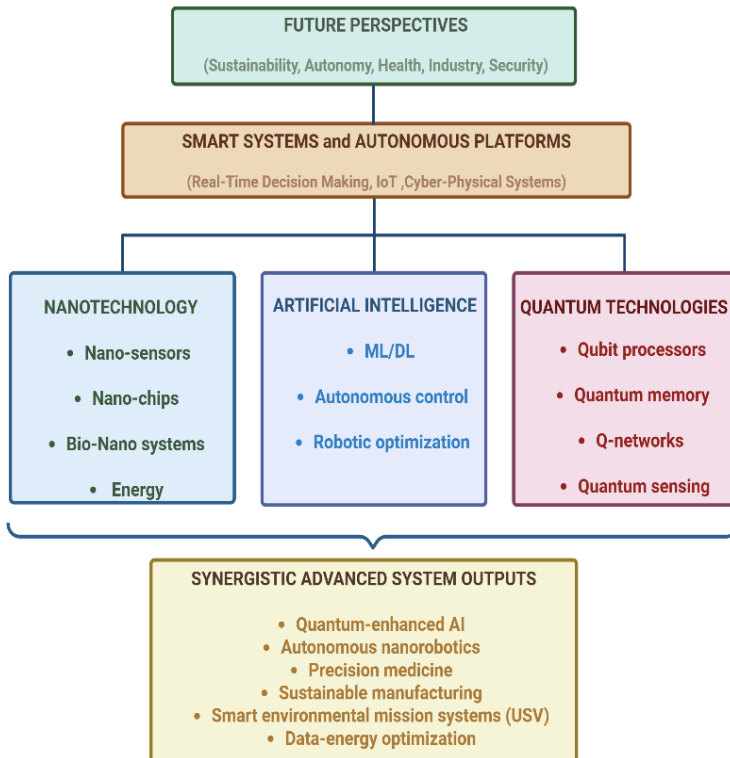 FUTURE PERSPECTIVES
(Sustainability, Autonomy, Health, Industry, Security)
SMART SYSTEMS and AUTONOMOUS PLATFORMS
(Real-Time Decision Making, IoT ,Cyber-Physical Systems)
NANOTECHNOLOGY
• Nano-sensors
• Nano-chips
• Bio-Nano systems
• Energy
ARTIFICIAL INTELLIGENCE
• ML/DL
• Autonomous control
• Robotic optimization
QUANTUM TECHNOLOGIES
• Qubit processors
• Quantum memory
• Q-networks
• Quantum sensing
SYNERGISTIC ADVANCED SYSTEM OUTPUTS
• Quantum-enhanced AI
• Autonomous nanorobotics
• Precision medicine
• Sustainable manufacturing
• Smart environmental mission systems (USV)
• Data-energy optimization